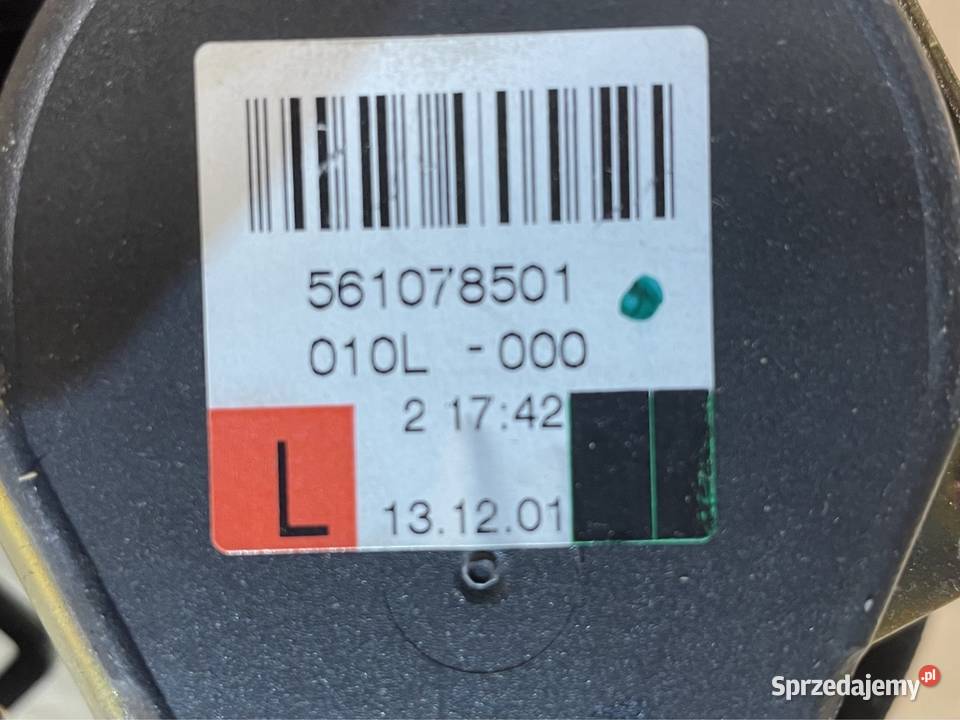 561078501
010L -000
2 17:42
L
13.12.01
Sprzedajemy.pl